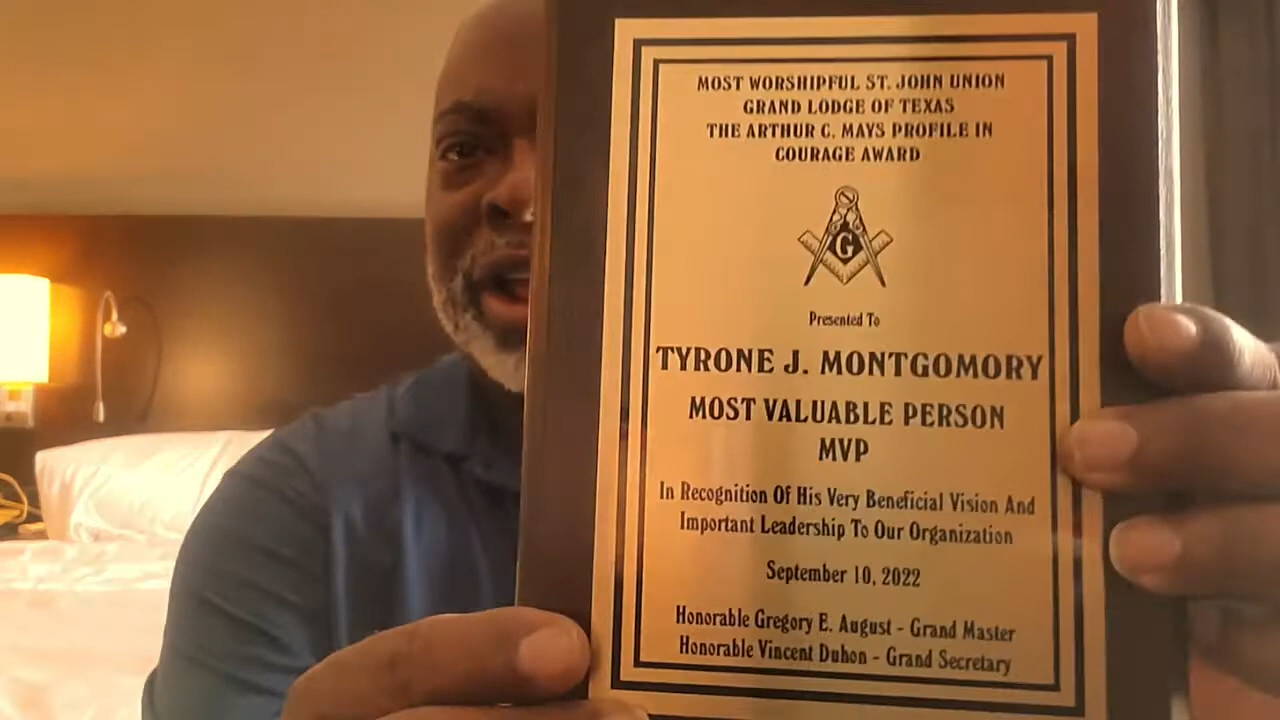 MOST WORSHIPFUL ST. JOHN UNION
GRAND LODGE OF TEXAS
THE ARTHUR C. MAYS PROFILE IN
COURAGE AWARD
G
Presented To
TYRONE J. MONTGOMORY
MOST VALUABLE PERSON
MVP
In Recognition Of His Very Beneficial Vision And
Important Leadership To Our Organization
September 10, 2022
Honorable Gregory E. August - Grand Master
Honorable Vincent Duhon - Grand Secretary